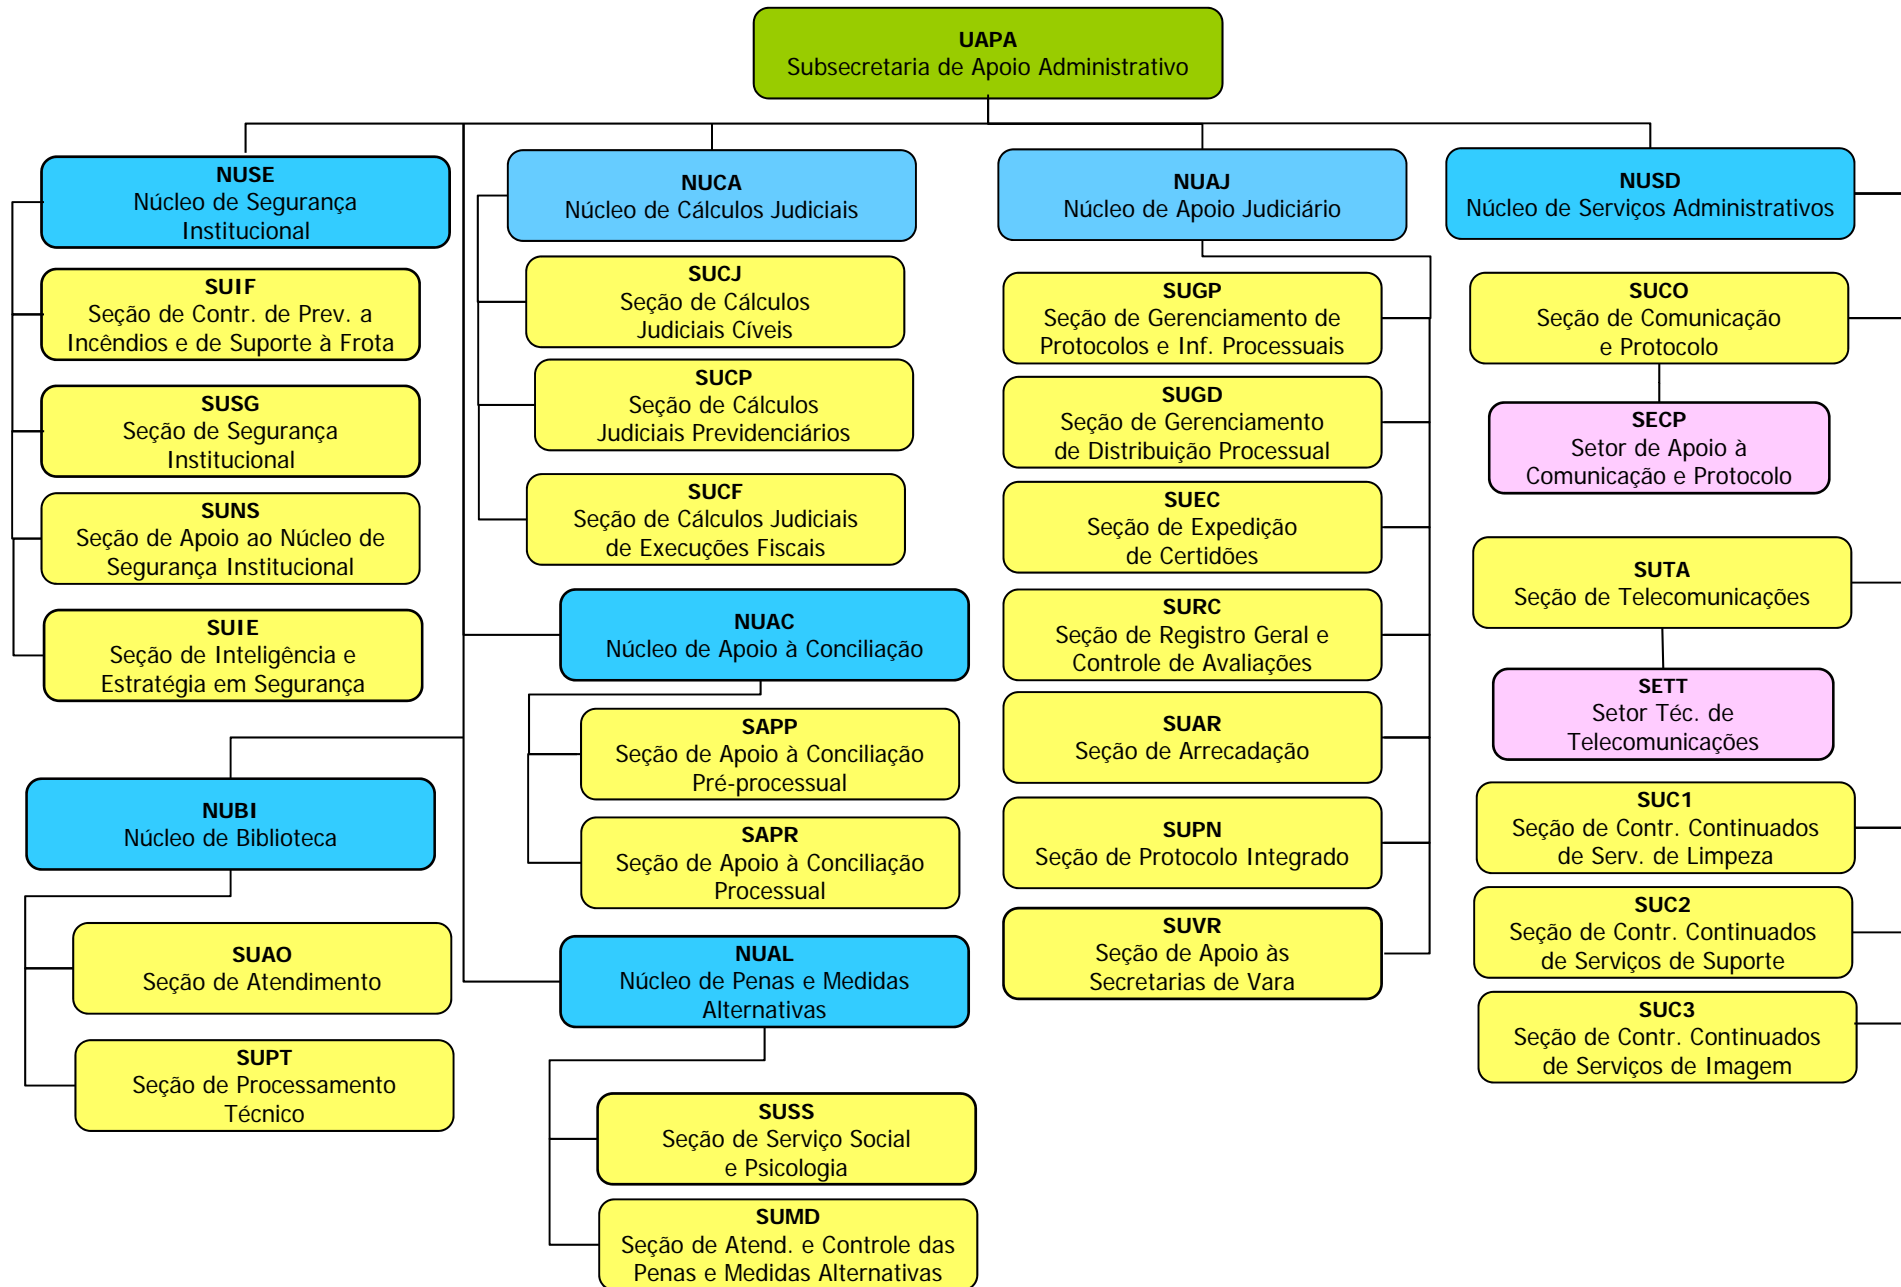 UAPA
Subsecretaria de Apoio Administrativo
NUSE
Núcleo de Segurança
Institucional
SUIF
Seção de Contr. de Prev. a
Incêndios e de Suporte à Frota
SUSG
Seção de Segurança
Institucional
SUNS
Seção de Apoio ao Núcleo de
Segurança Institucional
SUIE
Seção de Inteligência e
Estratégia em Segurança
NUBI
Núcleo de Biblioteca
SUAO
Seção de Atendimento
SUPT
Seção de Processamento
Técnico
NUCA
Núcleo de Cálculos Judiciais
SUCJ
Seção de Cálculos
Judiciais Cíveis
SUCP
Seção de Cálculos
Judiciais Previdenciários
SUCF
Seção de Cálculos Judiciais
de Execuções Fiscais
NUAC
Núcleo de Apoio à Conciliação
SAPP
Seção de Apoio à Conciliação
Pré-processual
SAPR
Seção de Apoio à Conciliação
Processual
NUAL
Núcleo de Penas e Medidas
Alternativas
SUSS
Seção de Serviço Social
e Psicologia
SUMD
Seção de Atend. e Controle das
Penas e Medidas Alternativas
NUAJ
Núcleo de Apoio Judiciário
SUGP
Seção de Gerenciamento de
Protocolos e Inf. Processuais
SUGD
Seção de Gerenciamento
de Distribuição Processual
SUEC
Seção de Expedição
de Certidões
SURC
Seção de Registro Geral e
Controle de Avaliações
SUAR
Seção de Arrecadação
SUPN
Seção de Protocolo Integrado
SUVR
Seção de Apoio às
Secretarias de Vara
NUSD
Núcleo de Serviços Administrativos
SUCO
Seção de Comunicação
e Protocolo
SECP
Setor de Apoio à
Comunicação e Protocolo
SUTA
Seção de Telecomunicações
SETT
Setor Téc. de
Telecomunicações
SUC1
Seção de Contr. Continuados
de Serv. de Limpeza
SUC2
Seção de Contr. Continuados
de Serviços de Suporte
SUC3
Seção de Contr. Continuados
de Serviços de Imagem